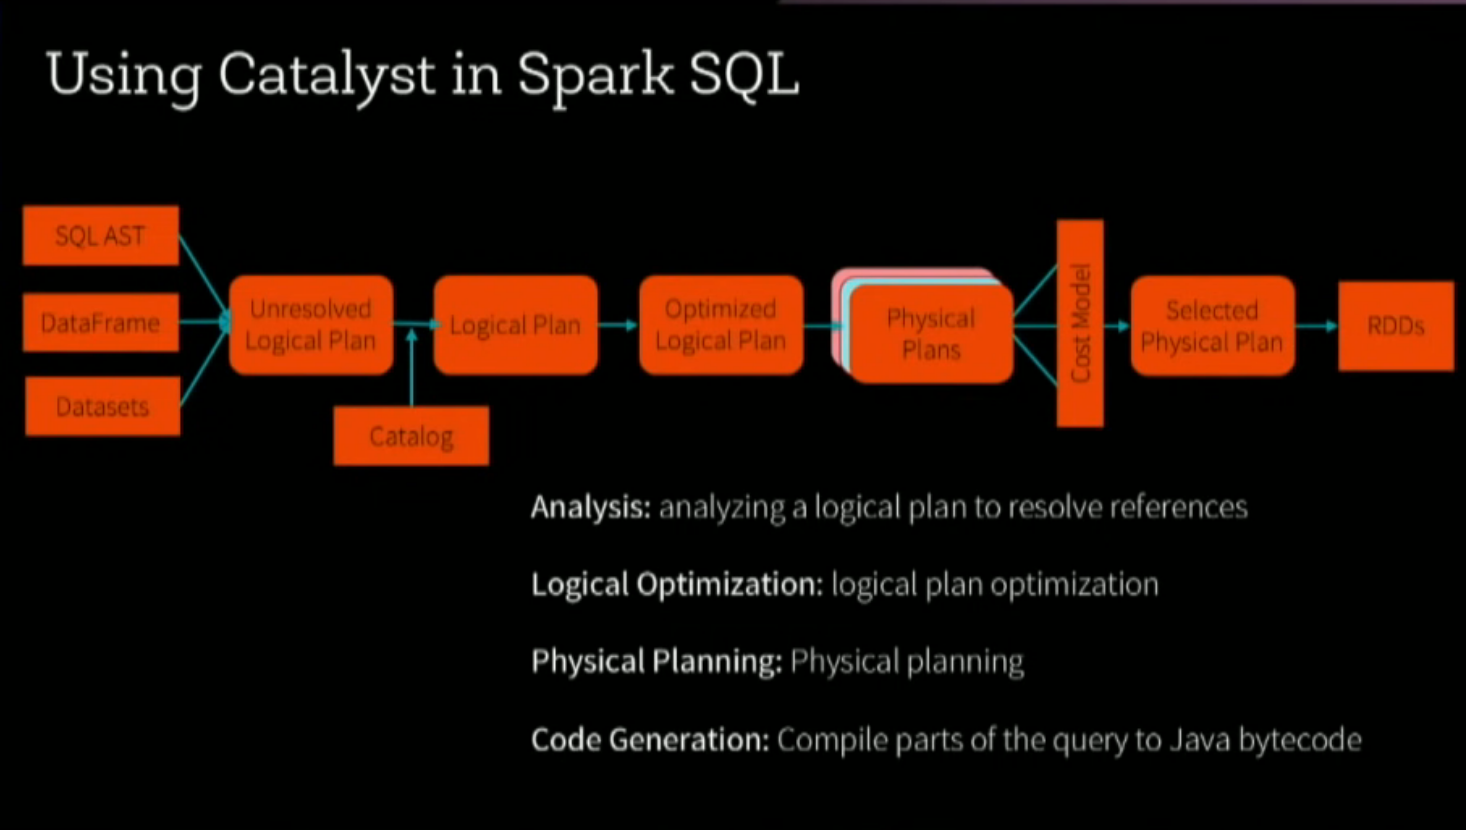 Using Catalyst in Spark SQL
SQL AST
DataFrame
Datasets
Unresolved
Logical Plan
Catalog
Logical Plan
Optimized
Logical Plan
Physical
Plans
Cost Model
Selected
Physical Plan
RDDs
Analysis: analyzing a logical plan to resolve references
Logical Optimization: logical plan optimization
Physical Planning: Physical planning
Code Generation: Compile parts of the query to Java bytecode